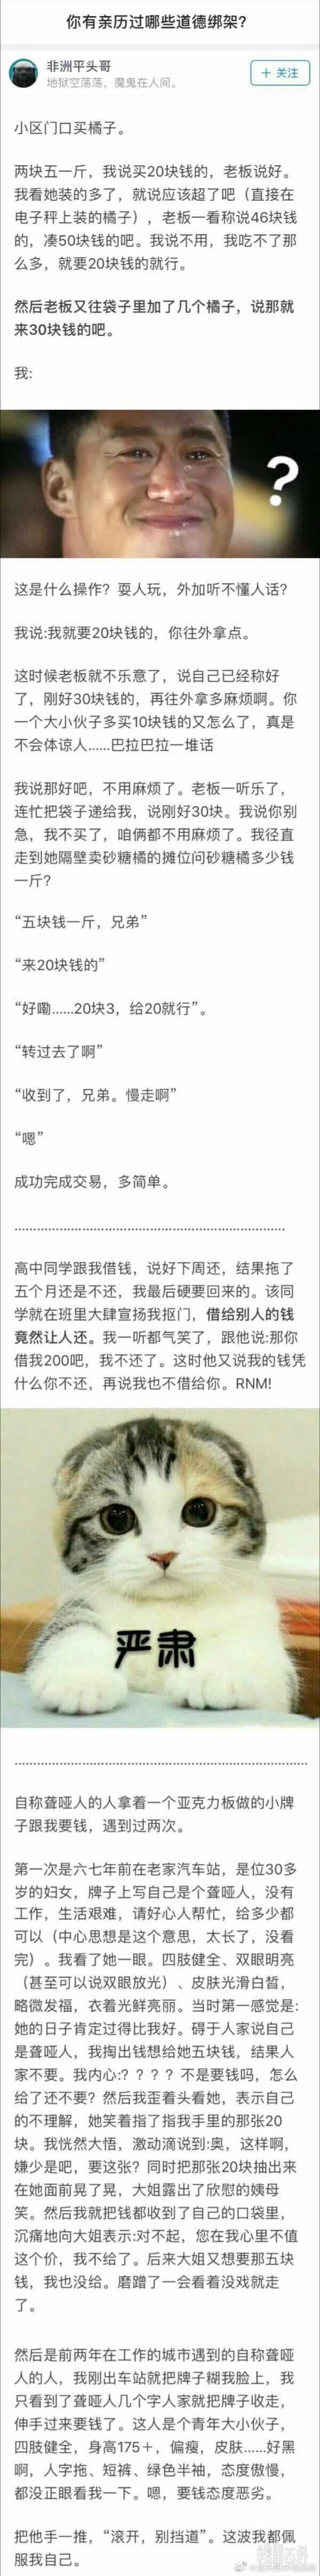 你有亲历过哪些道德绑架?
非洲平头哥
地狱空荡荡，魔鬼在人间。
+ 关注
小区门口买橘子。
两块五一斤，我说买20块钱的，老板说好。
我看她装的多了，就说应该超了吧（直接在
电子秤上装的橘子），老板一看称说46块钱
的，凑50块钱的吧。我说不用，我吃不了那
么多，就要20块钱的就行。
然后老板又往袋子里加了几个橘子，说那就
来30块钱的吧。
我:
?
这是什么操作？耍人玩，外加听不懂人话?
我说:我就要20块钱的，你往外拿点。
这时候老板就不乐意了，说自己已经称好
了，刚好30块钱的，再往外拿多麻烦啊。你
一个大小伙子多买10块钱的又怎么了，真是
不会体谅人......巴拉巴拉一堆话
我说那好吧，不用麻烦了。老板一听乐了，
连忙把袋子递给我，说刚好30块。我说你别
急，我不买了，咱俩都不用麻烦了。我径直
走到她隔壁卖砂糖橘的摊位问砂糖橘多少钱
一斤?
“五块钱一斤，兄弟”
“来20块钱的”
“好嘞......20块3，给20就行”。
“转过去了啊”
“收到了，兄弟。慢走啊”
“嗯”
成功完成交易，多简单。
高中同学跟我借钱，说好下周还，结果拖了
五个月还是不还，我最后硬要回来的。该同
学就在班里大肆宣扬我抠门，借给别人的钱
竟然让人还。我一听都气笑了，跟他说:那你
借我200吧，我不还了。这时他又说我的钱凭
什么你不还，再说我也不借给你。RNM!
严肃
自称聋哑人的人拿着一个亚克力板做的小牌
子跟我要钱，遇到过两次。
第一次是六七年前在老家汽车站，是位30多
岁的妇女，牌子上写自己是个聋哑人，没有
工作，生活艰难，请好心人帮忙，给多少都
可以（中心思想是这个意思，太长了，没看
完）。我看了她一眼。四肢健全、双眼明亮
（甚至可以说双眼放光）、皮肤光滑白皙，
略微发福，衣着光鲜亮丽。当时第一感觉是:
她的日子肯定过得比我好。碍于人家说自己
是聋哑人，我掏出钱想给她五块钱，结果人
家不要。我内心:？？？？不是要钱吗，怎么
给了还不要？然后我歪着头看她，表示自己
的不理解，她笑着指了指我手里的那张20
块。我恍然大悟，激动滴说到:奥，这样啊，
嫌少是吧，要这张？同时把那张20块抽出来
在她面前晃了晃，大姐露出了欣慰的姨母
笑。然后我就把钱都收到了自己的口袋里，
沉痛地向大姐表示:对不起，您在我心里不值
这个价，我不给了。后来大姐又想要那五块
钱，我也没给。磨蹭了一会看着没戏就走
了。
然后是前两年在工作的城市遇到的自称聋哑
人的人，我刚出车站就把牌子糊我脸上，我
只看到了聋哑人几个字人家就把牌子收走，
伸手过来要钱了。这人是个青年大小伙子，
四肢健全，身高175＋，偏瘦，皮肤......好黑
啊，人字拖、短裤、绿色半袖，态度傲慢，
都没正眼看我一下。嗯，要钱态度恶劣。
把他手一推，“滚开，别挡道”。这波我都佩
服我自己。